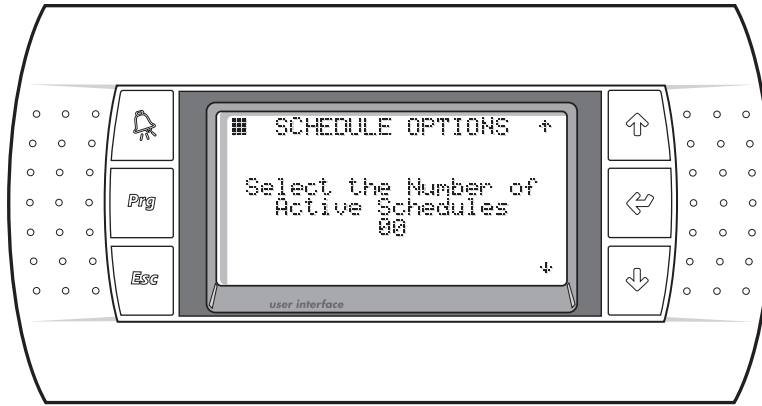 SCHEDULE OPTIONS
Select the Number of
Active Schedules
00
Prg
Esc
user interface